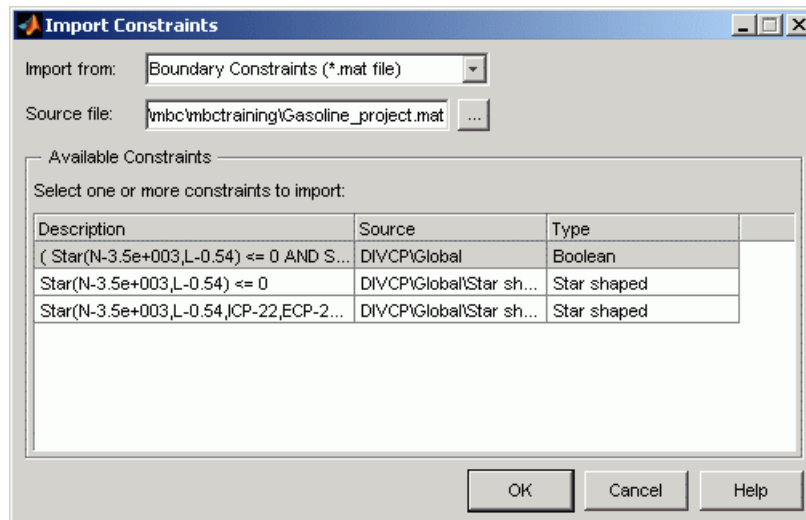 Import Constraints
Import from: Boundary Constraints (*.mat file)
Source file: \mbc\mbctraining\Gasoline_project.mat ...
Available Constraints
Select one or more constraints to import:
Description Source Type
( Star(N-3.5e+003,L-0.54) <= 0 AND S... DIVCP\Global Boolean
Star(N-3.5e+003,L-0.54) <= 0 DIVCP\Global\Star sh... Star shaped
Star(N-3.5e+003,L-0.54,ICP-22,ECP-2... DIVCP\Global\Star sh... Star shaped
OK Cancel Help